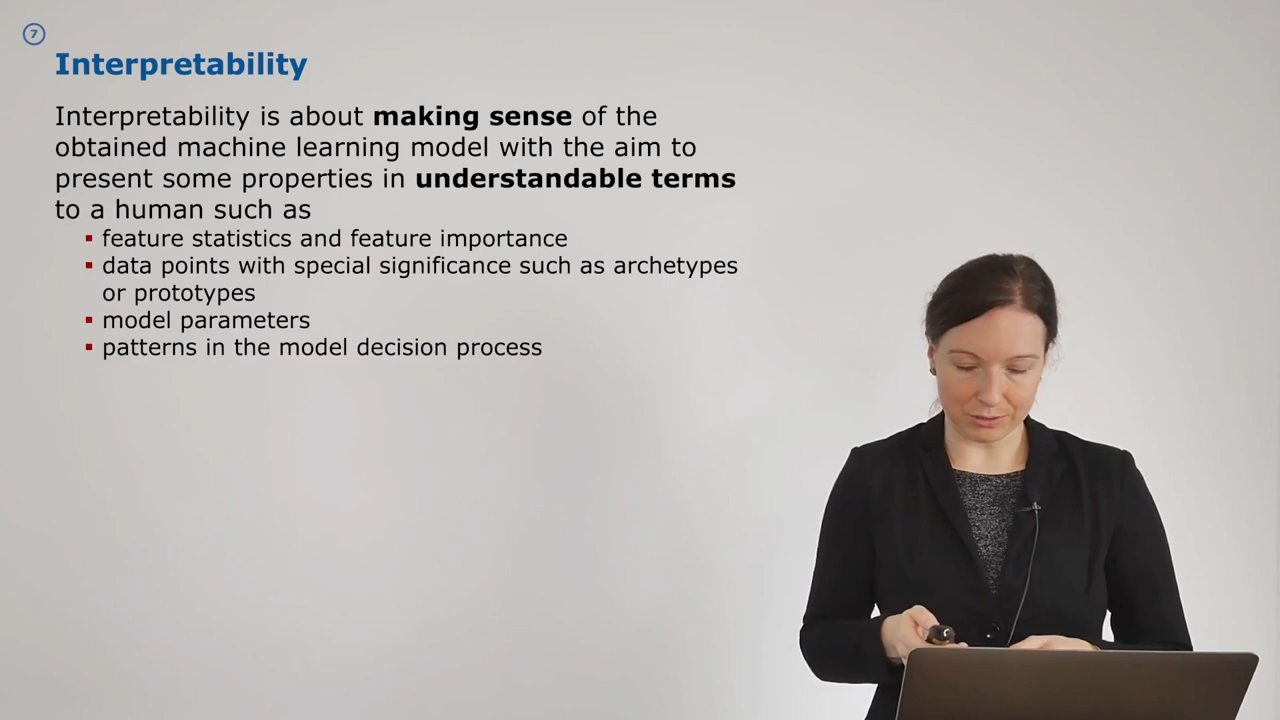 7
Interpretability
Interpretability is about making sense of the
obtained machine learning model with the aim to
present some properties in understandable terms
to a human such as
▪ feature statistics and feature importance
▪ data points with special significance such as archetypes
or prototypes
▪ model parameters
▪ patterns in the model decision process